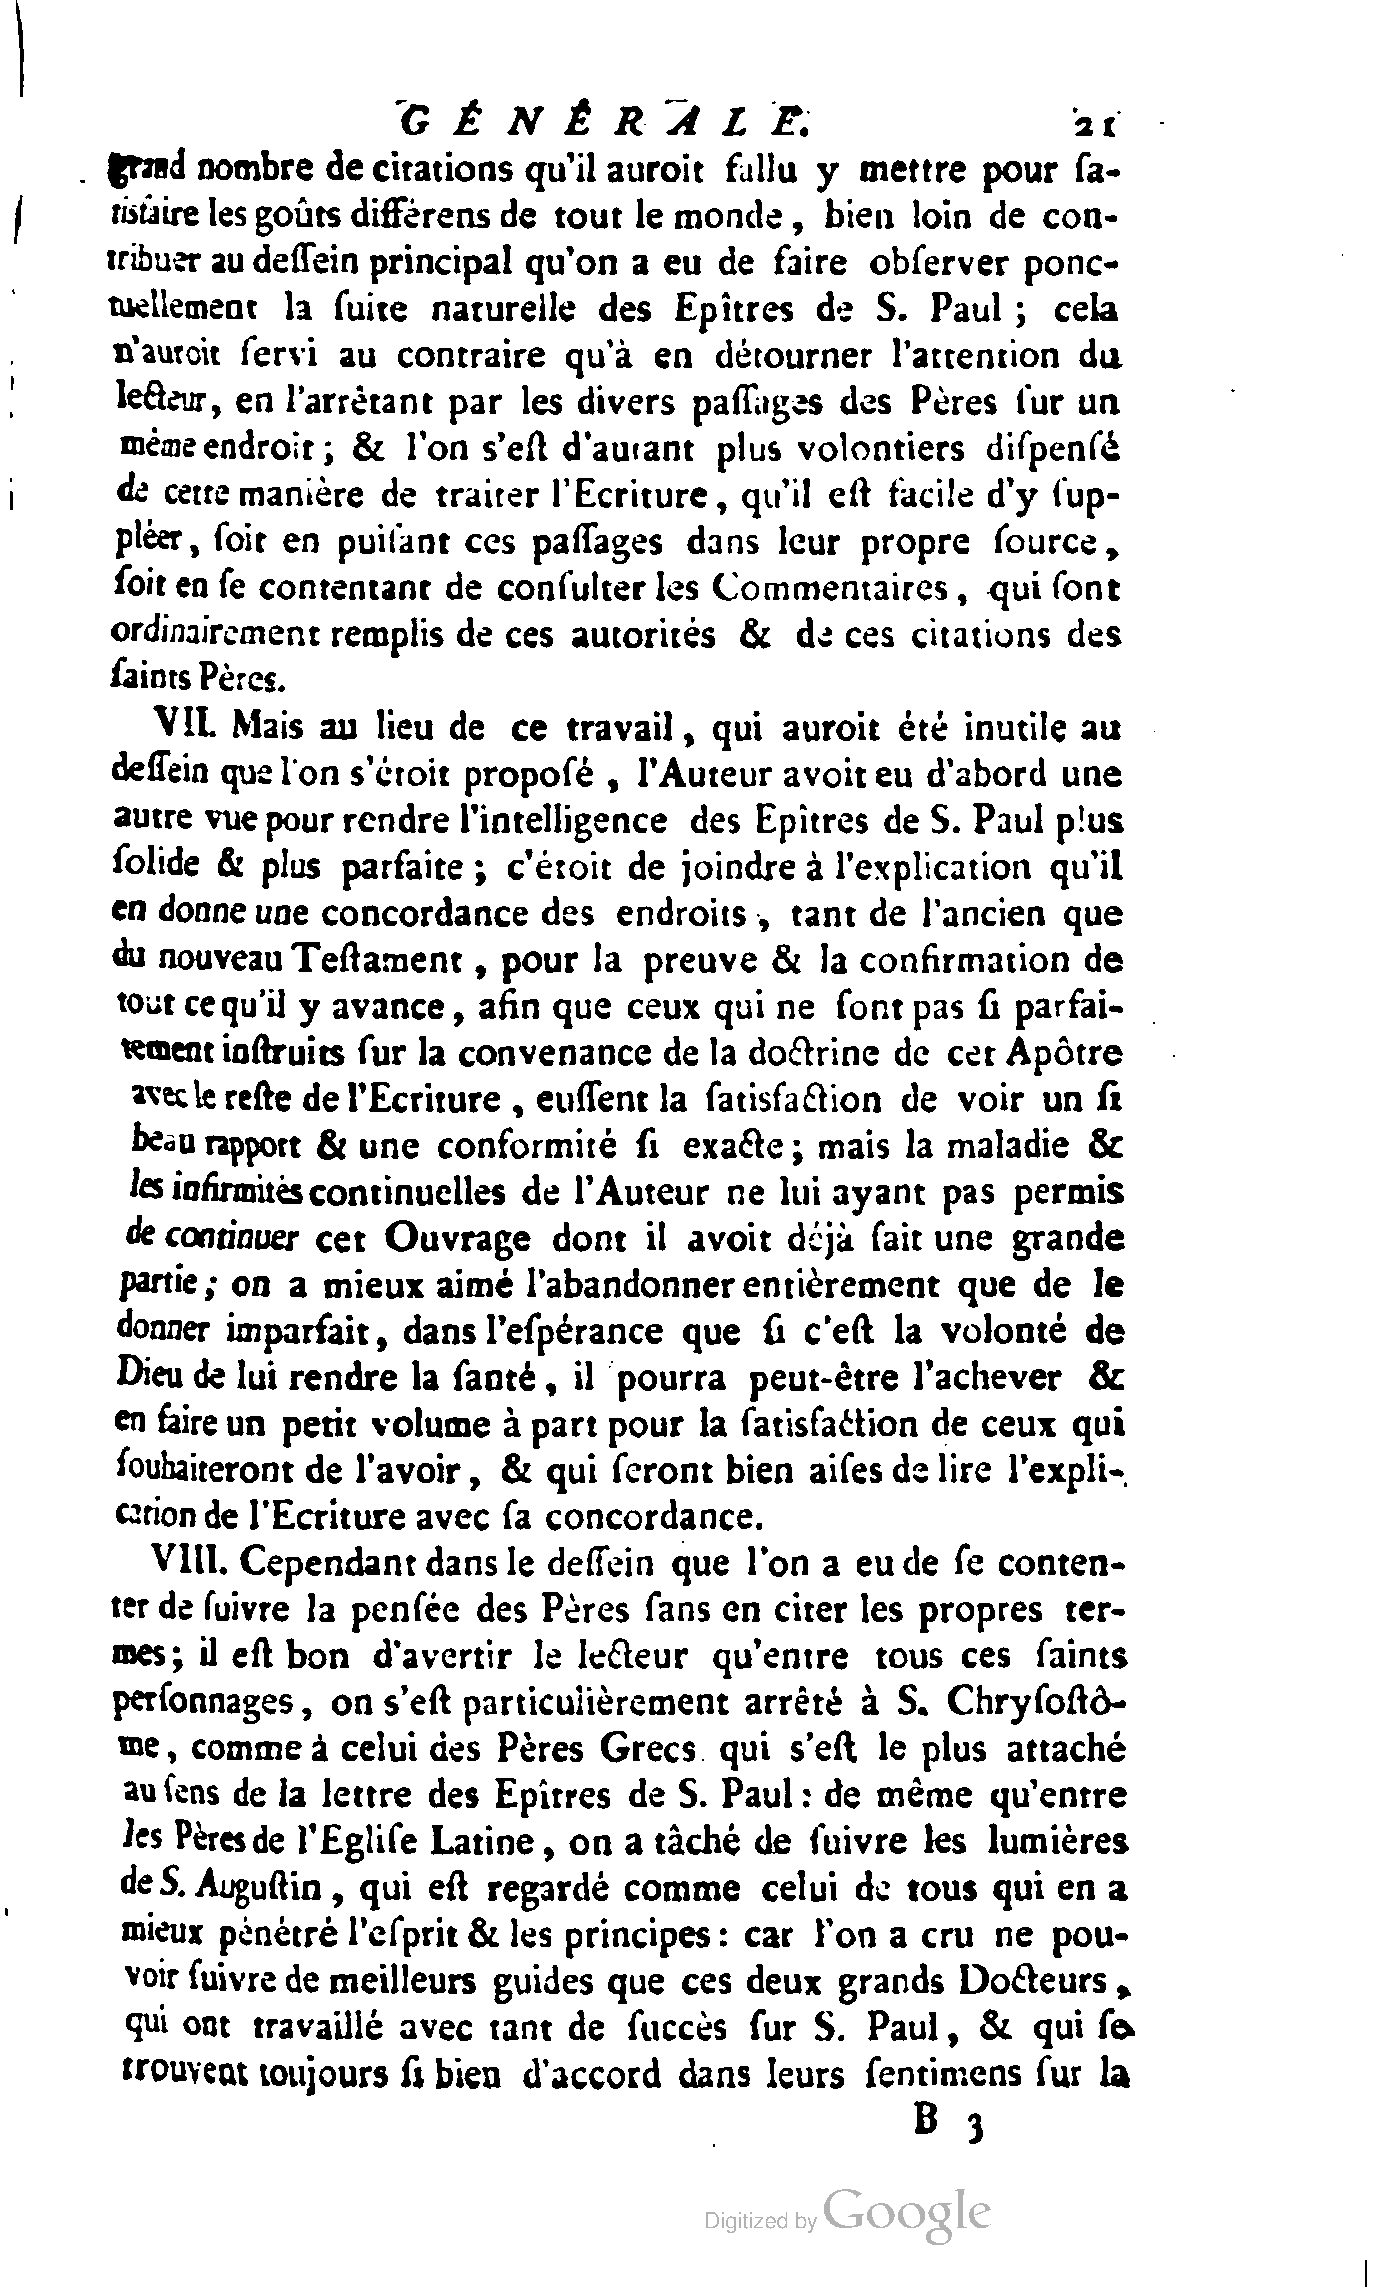 GÉNÉRALE. 21
grand nombre de citations qu'il auroit fallu y mettre pour ſa-
tisfaire les goûts différens de tout le monde, bien loin de con-
tribuer au deſſein principal qu'on a eu de faire obſerver ponc-
tuellement la ſuite naturelle des Epîtres de S. Paul; cela
n'auroit ſervi au contraire qu'à en détourner l'attention du
lecteur, en l'arrêtant par les divers paſſages des Pères ſur un
même endroit; & l'on s'eſt d'autant plus volontiers diſpenſé
de cette manière de traiter l'Ecriture, qu'il eſt facile d'y ſup-
pléer, ſoit en puiſant ces paſſages dans leur propre ſource,
ſoit en ſe contentant de conſulter les Commentaires, qui ſont
ordinairement remplis de ces autorités & de ces citations des
ſaints Pères.
VII. Mais au lieu de ce travail, qui auroit été inutile au
deſſein que l'on s'étoit propoſé, l'Auteur avoit eu d'abord une
autre vue pour rendre l'intelligence des Epîtres de S. Paul plus
ſolide & plus parfaite; c'étoit de joindre à l'explication qu'il
en donne une concordance des endroits, tant de l'ancien que
du nouveau Teſtament, pour la preuve & la confirmation de
tout ce qu'il y avance, afin que ceux qui ne ſont pas ſi parfai-
tement inſtruits ſur la convenance de la doctrine de cet Apôtre
avec le reſte de l'Ecriture, euſſent la ſatisfaction de voir un ſi
beau rapport & une conformité ſi exacte; mais la maladie &
les infirmités continuelles de l'Auteur ne lui ayant pas permis
de continuer cet Ouvrage dont il avoit déjà fait une grande
partie; on a mieux aimé l'abandonner entièrement que de le
donner imparfait, dans l'eſpérance que ſi c'eſt la volonté de
Dieu de lui rendre la ſanté, il pourra peut-être l'achever &
en faire un petit volume à part pour la ſatisfaction de ceux qui
ſouhaiteront de l'avoir, & qui ſeront bien aiſes de lire l'expli-
cation de l'Ecriture avec ſa concordance.
VIII. Cependant dans le deſſein que l'on a eu de ſe conten-
ter de ſuivre la penſée des Pères ſans en citer les propres ter-
mes; il eſt bon d'avertir le lecteur qu'entre tous ces ſaints
perſonnages, on s'eſt particulièrement arrêté à S. Chryſoſtô-
me, comme à celui des Pères Grecs qui s'eſt le plus attaché
au ſens de la lettre des Epîtres de S. Paul: de même qu'entre
les Pères de l'Egliſe Latine, on a tâché de ſuivre les lumières
de S. Auguſtin, qui eſt regardé comme celui de tous qui en a
mieux pénétré l'eſprit & les principes: car l'on a cru ne pou-
voir ſuivre de meilleurs guides que ces deux grands Docteurs,
qui ont travaillé avec tant de ſuccès ſur S. Paul, & qui ſe
trouvent toujours ſi bien d'accord dans leurs ſentimens ſur la
B 3
Digitized by Google